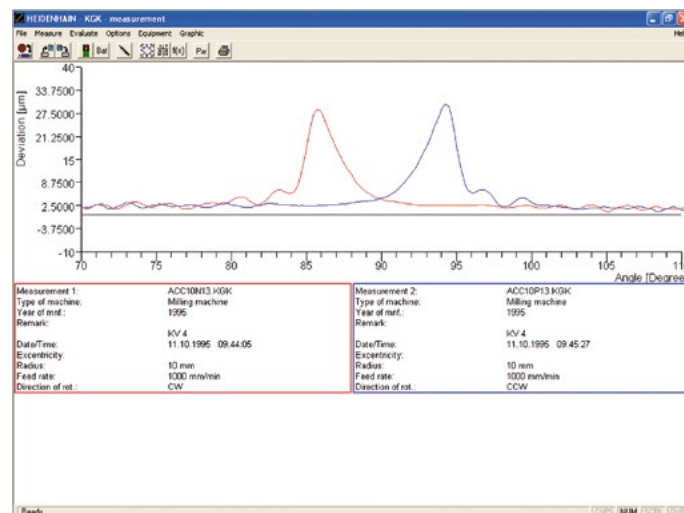 HEIDENHAIN - KGK - measurement
File Measure Evaluate Options Equipment Graphic Hel
Dat f(x) Par
Deviation [µm]
40
33.7500
27.5000
21.2500
15
8.7500
2.5000
-3.7500
-10
70 75 80 85 90 95 100 105 11
Angle [Degree
Measurement 1: ACC10N13.KGK
Type of machine: Milling machine
Year of mnf.: 1995
Remark:
KV 4
Date/Time: 11.10.1995 09:44:05
Excentricity:
Radius: 10 mm
Feed rate: 1000 mm/min
Direction of rot.: CW
Measurement 2: ACC10P13.KGK
Type of machine: Milling machine
Year of mnf.: 1995
Remark:
KV 4
Date/Time: 11.10.1995 09:45:27
Excentricity:
Radius: 10 mm
Feed rate: 1000 mm/min
Direction of rot.: CCW
Ready NUM